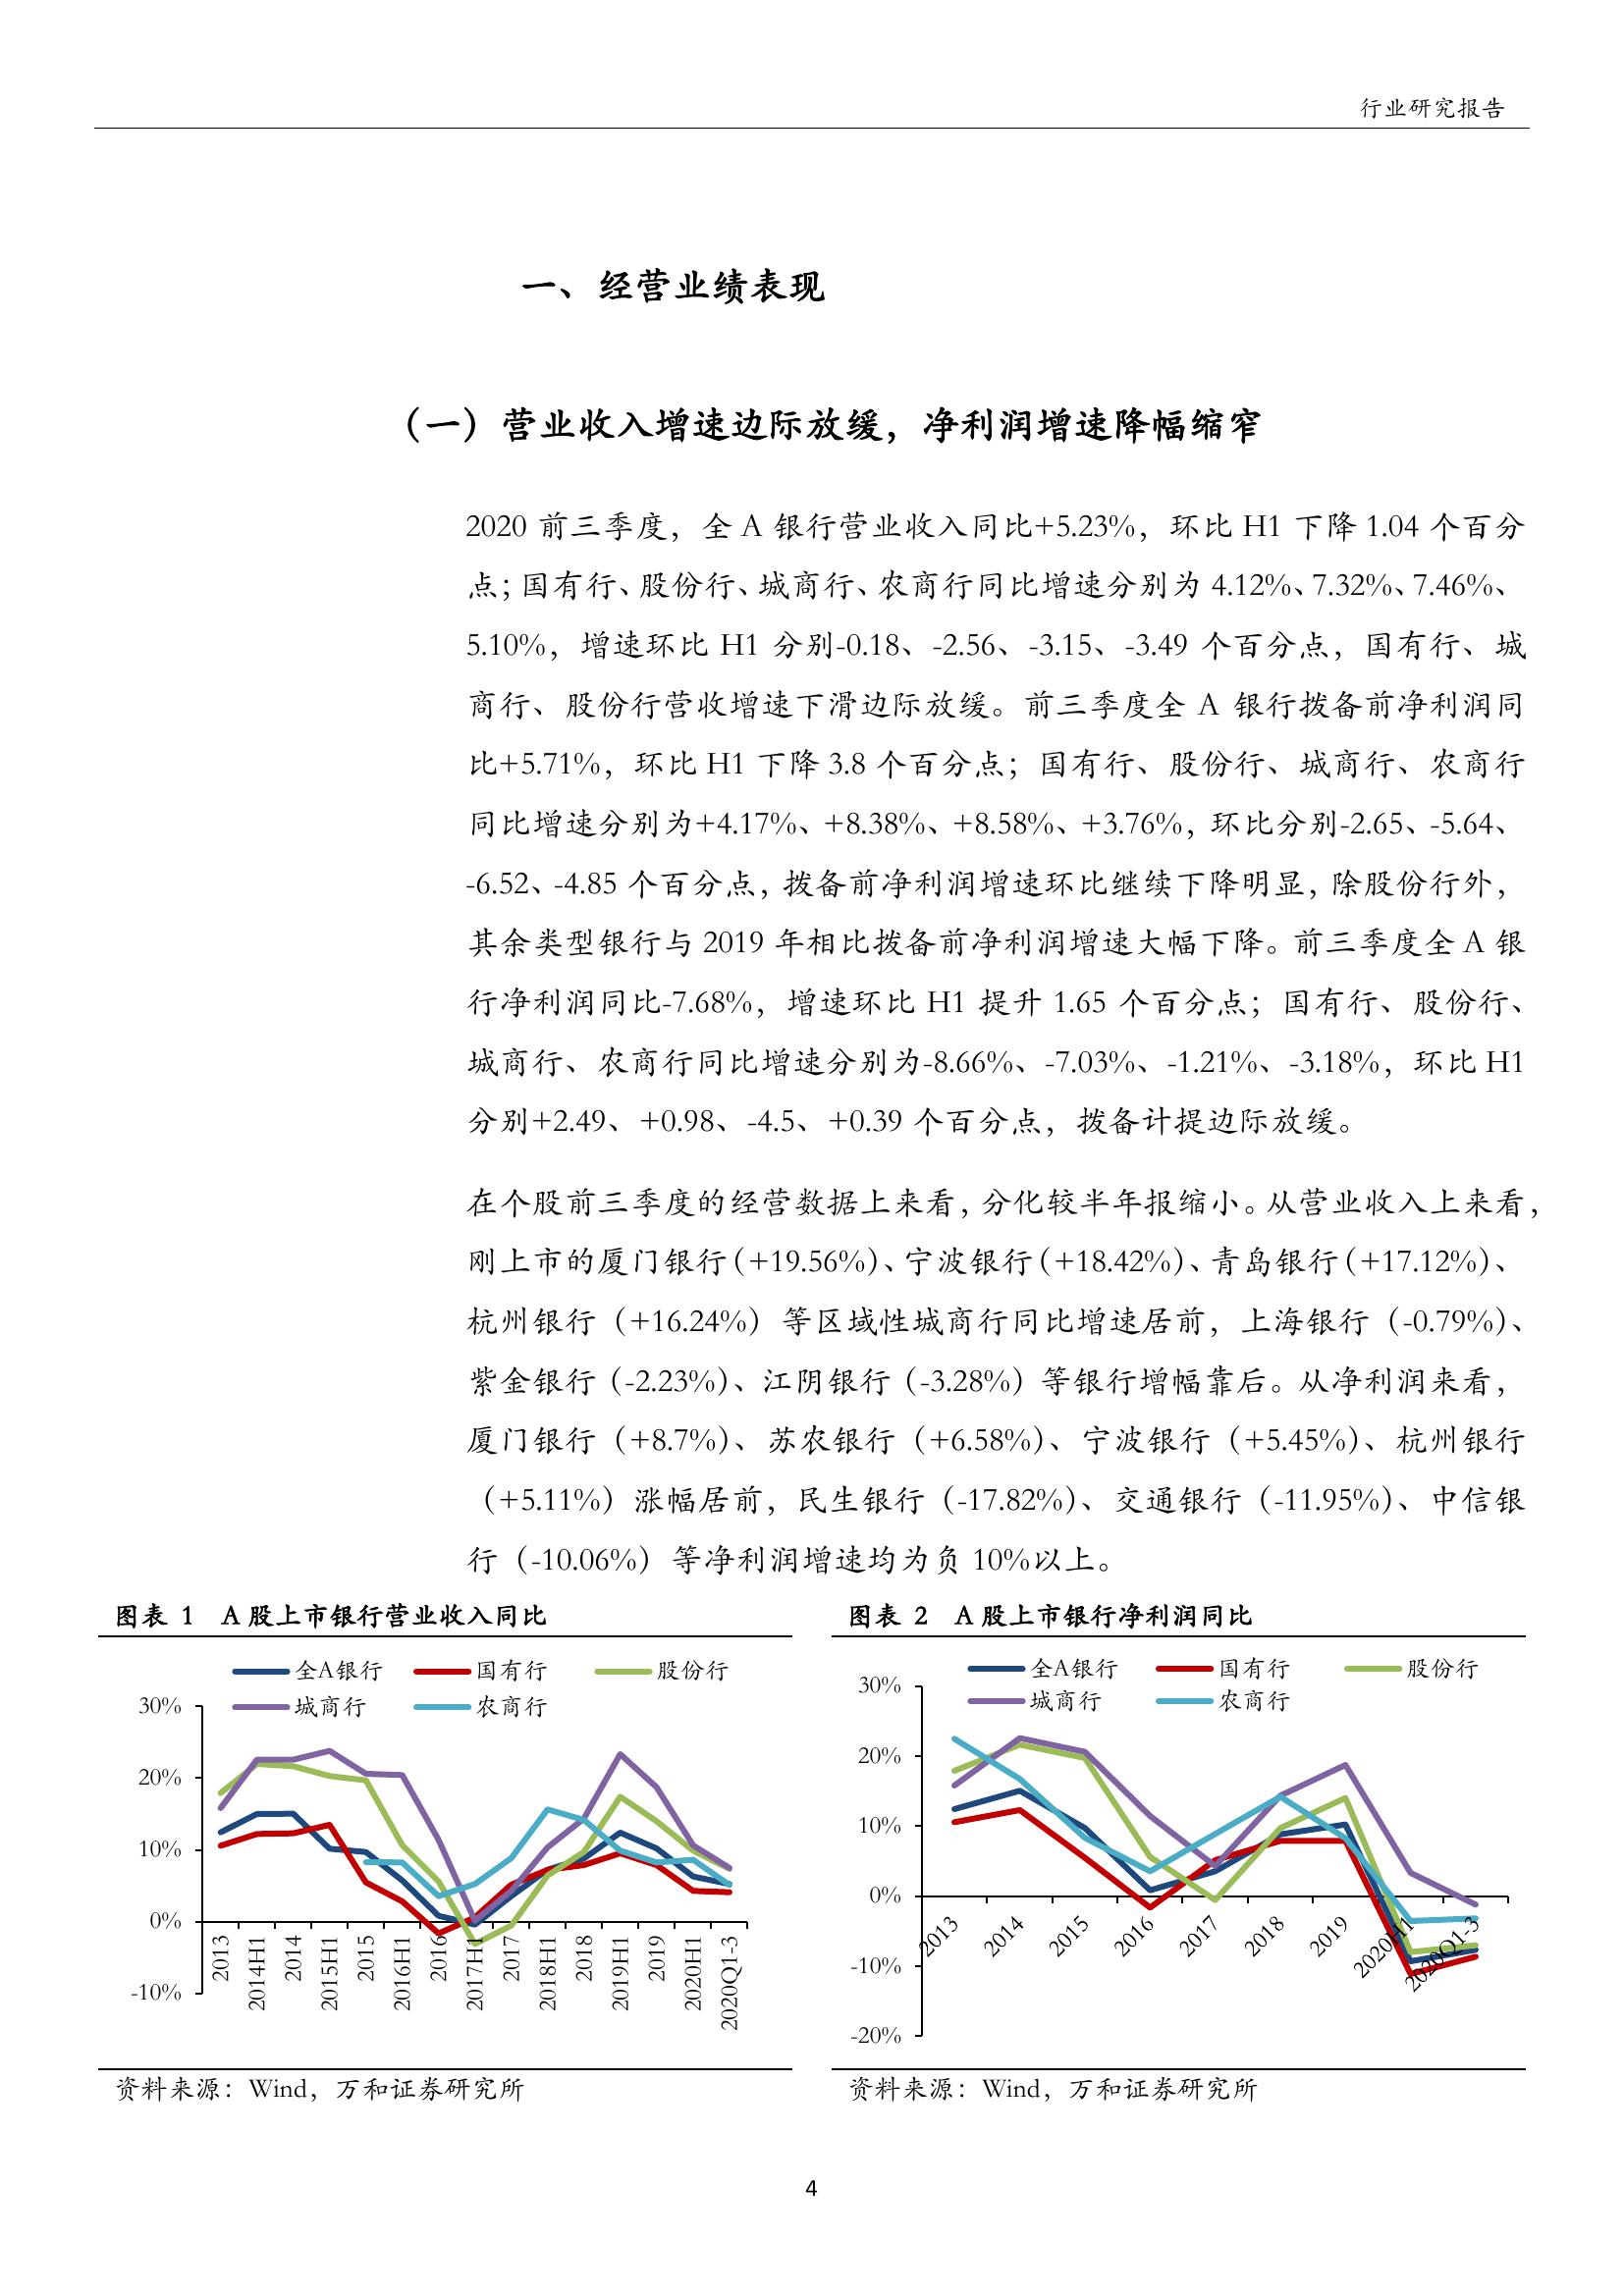 行业研究报告
一、经营业绩表现
（一）营业收入增速边际放缓，净利润增速降幅缩窄
2020 前三季度，全 A 银行营业收入同比+5.23%，环比 H1 下降 1.04 个百分
点；国有行、股份行、城商行、农商行同比增速分别为 4.12%、7.32%、7.46%、
5.10%，增速环比 H1 分别-0.18、-2.56、-3.15、-3.49 个百分点，国有行、城
商行、股份行营收增速下滑边际放缓。前三季度全 A 银行拨备前净利润同
比+5.71%，环比 H1 下降 3.8 个百分点；国有行、股份行、城商行、农商行
同比增速分别为+4.17%、+8.38%、+8.58%、+3.76%，环比分别-2.65、-5.64、
-6.52、-4.85 个百分点，拨备前净利润增速环比继续下降明显，除股份行外，
其余类型银行与 2019 年相比拨备前净利润增速大幅下降。前三季度全 A 银
行净利润同比-7.68%，增速环比 H1 提升 1.65 个百分点；国有行、股份行、
城商行、农商行同比增速分别为-8.66%、-7.03%、-1.21%、-3.18%，环比 H1
分别+2.49、+0.98、-4.5、+0.39 个百分点，拨备计提边际放缓。
在个股前三季度的经营数据上来看，分化较半年报缩小。从营业收入上来看，
刚上市的厦门银行（+19.56%）、宁波银行（+18.42%）、青岛银行（+17.12%）、
杭州银行（+16.24%）等区域性城商行同比增速居前，上海银行（-0.79%）、
紫金银行（-2.23%）、江阴银行（-3.28%）等银行增幅靠后。从净利润来看，
厦门银行（+8.7%）、苏农银行（+6.58%）、宁波银行（+5.45%）、杭州银行
（+5.11%）涨幅居前，民生银行（-17.82%）、交通银行（-11.95%）、中信银
行（-10.06%）等净利润增速均为负 10%以上。
图表 1 A 股上市银行营业收入同比
全A银行 国有行 股份行
城商行 农商行
30%
20%
10%
0%
-10%
2013 2014H1 2014 2015H1 2015 2016H1 2016 2017H1 2017 2018H1 2018 2019H1 2019 2020H1 2020Q1-3
资料来源：Wind，万和证券研究所
图表 2 A 股上市银行净利润同比
全A银行 国有行 股份行
城商行 农商行
30%
20%
10%
0%
-10%
-20%
2013 2014 2015 2016 2017 2018 2019 2020H1 2020Q1-3
资料来源：Wind，万和证券研究所
4